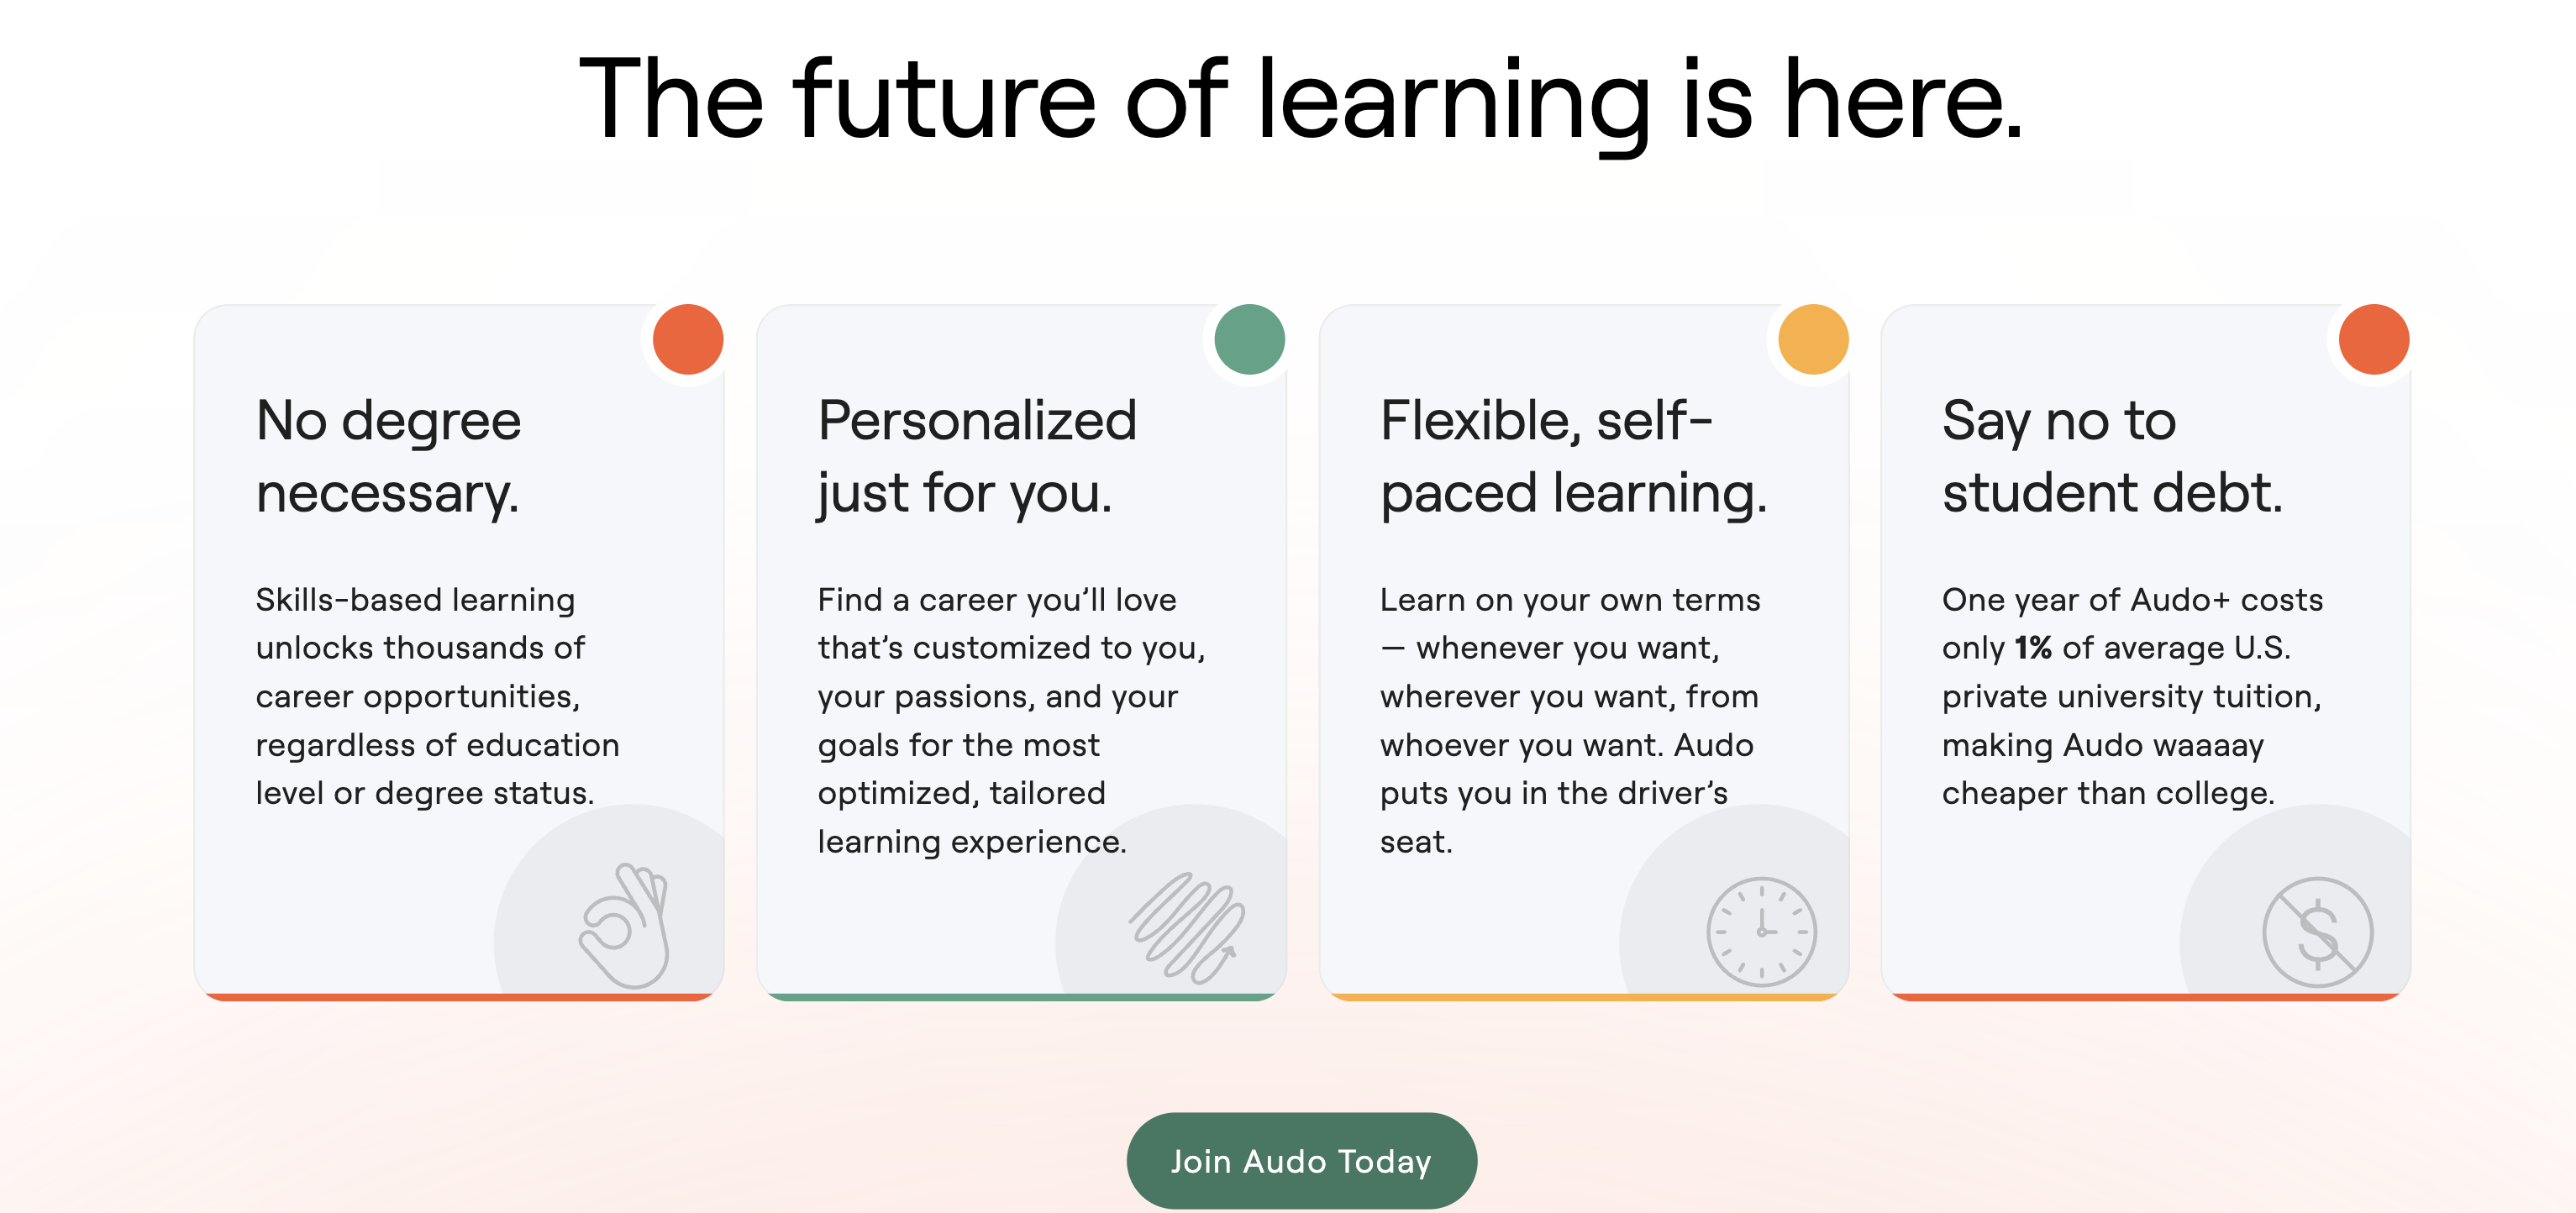 The future of learning is here.
No degree
necessary.
Skills-based learning
unlocks thousands of
career opportunities,
regardless of education
level or degree status.
Personalized
just for you.
Find a career you’ll love
that’s customized to you,
your passions, and your
goals for the most
optimized, tailored
learning experience.
Flexible, self-
paced learning.
Learn on your own terms
— whenever you want,
wherever you want, from
whoever you want. Audo
puts you in the driver’s
seat.
Say no to
student debt.
One year of Audo+ costs
only 1% of average U.S.
private university tuition,
making Audo waaaay
cheaper than college.
Join Audo Today